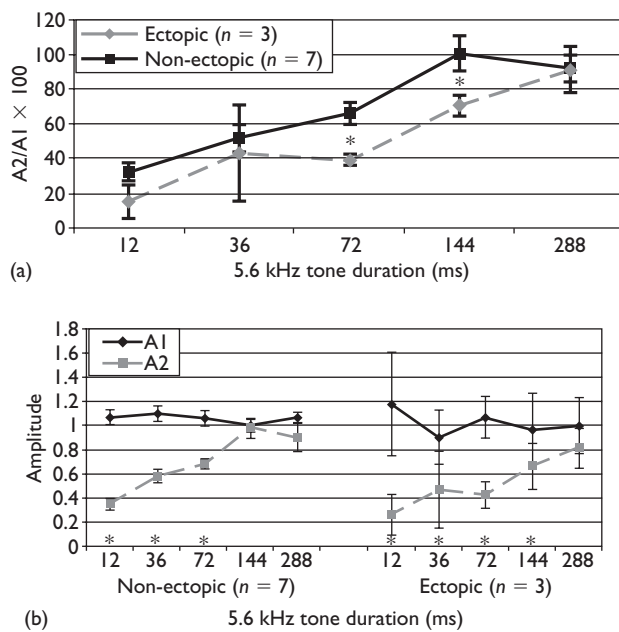 120
100
80
60
40
20
0
A2/A1 × 100
Ectopic (n = 3)
Non-ectopic (n = 7)
*
*
12 36 72 144 288
(a) 5.6 kHz tone duration (ms)
1.8
1.6
1.4
1.2
1
0.8
0.6
0.4
0.2
0
Amplitude
A1
A2
* * * * * * *
12 36 72 144 288 12 36 72 144 288
Non-ectopic (n = 7) Ectopic (n = 3)
(b) 5.6 kHz tone duration (ms)